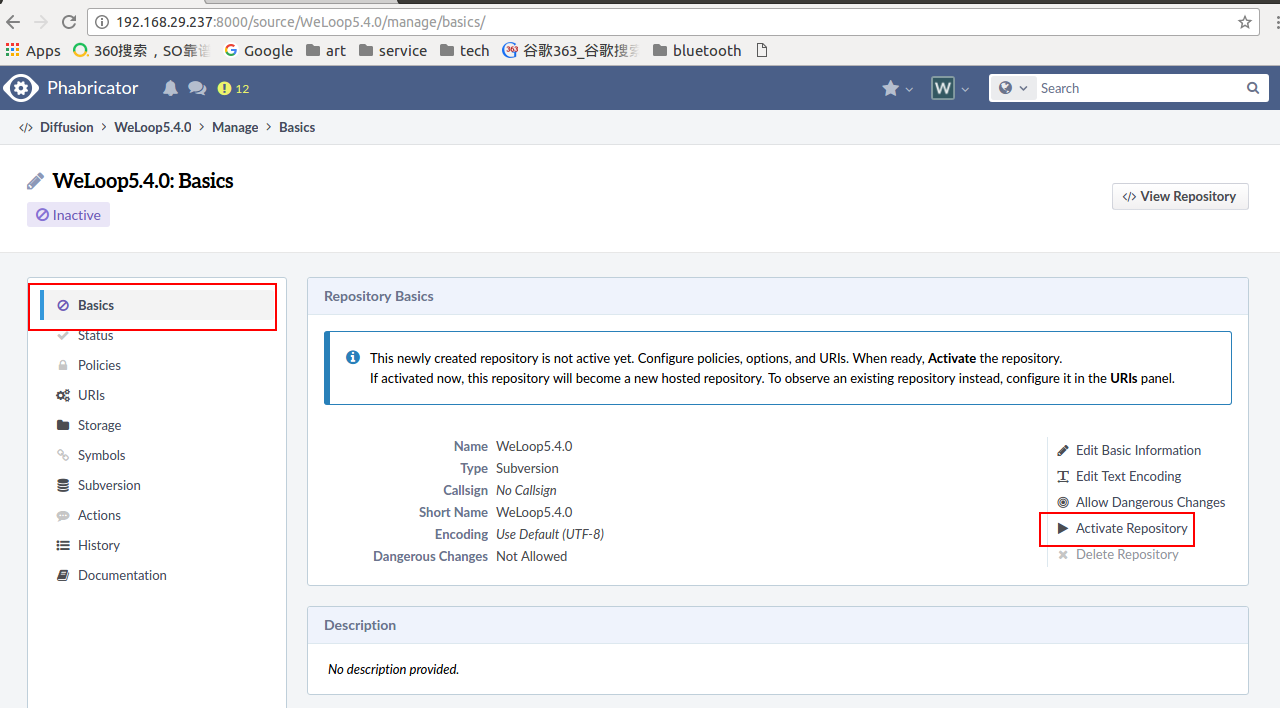 192.168.29.237:8000/source/WeLoop5.4.0/manage/basics/
Apps 360搜索，SO靠谱 Google art service tech 谷歌363_谷歌搜索 bluetooth
Phabricator 12 W Search
Diffusion > WeLoop5.4.0 > Manage > Basics
WeLoop5.4.0: Basics
Inactive
View Repository
Basics
Status
Policies
URIs
Storage
Symbols
Subversion
Actions
History
Documentation
Repository Basics
This newly created repository is not active yet. Configure policies, options, and URIs. When ready, Activate the repository.
If activated now, this repository will become a new hosted repository. To observe an existing repository instead, configure it in the URIs panel.
Name WeLoop5.4.0
Type Subversion
Callsign No Callsign
Short Name WeLoop5.4.0
Encoding Use Default (UTF-8)
Dangerous Changes Not Allowed
Edit Basic Information
Edit Text Encoding
Allow Dangerous Changes
Activate Repository
Delete Repository
Description
No description provided.